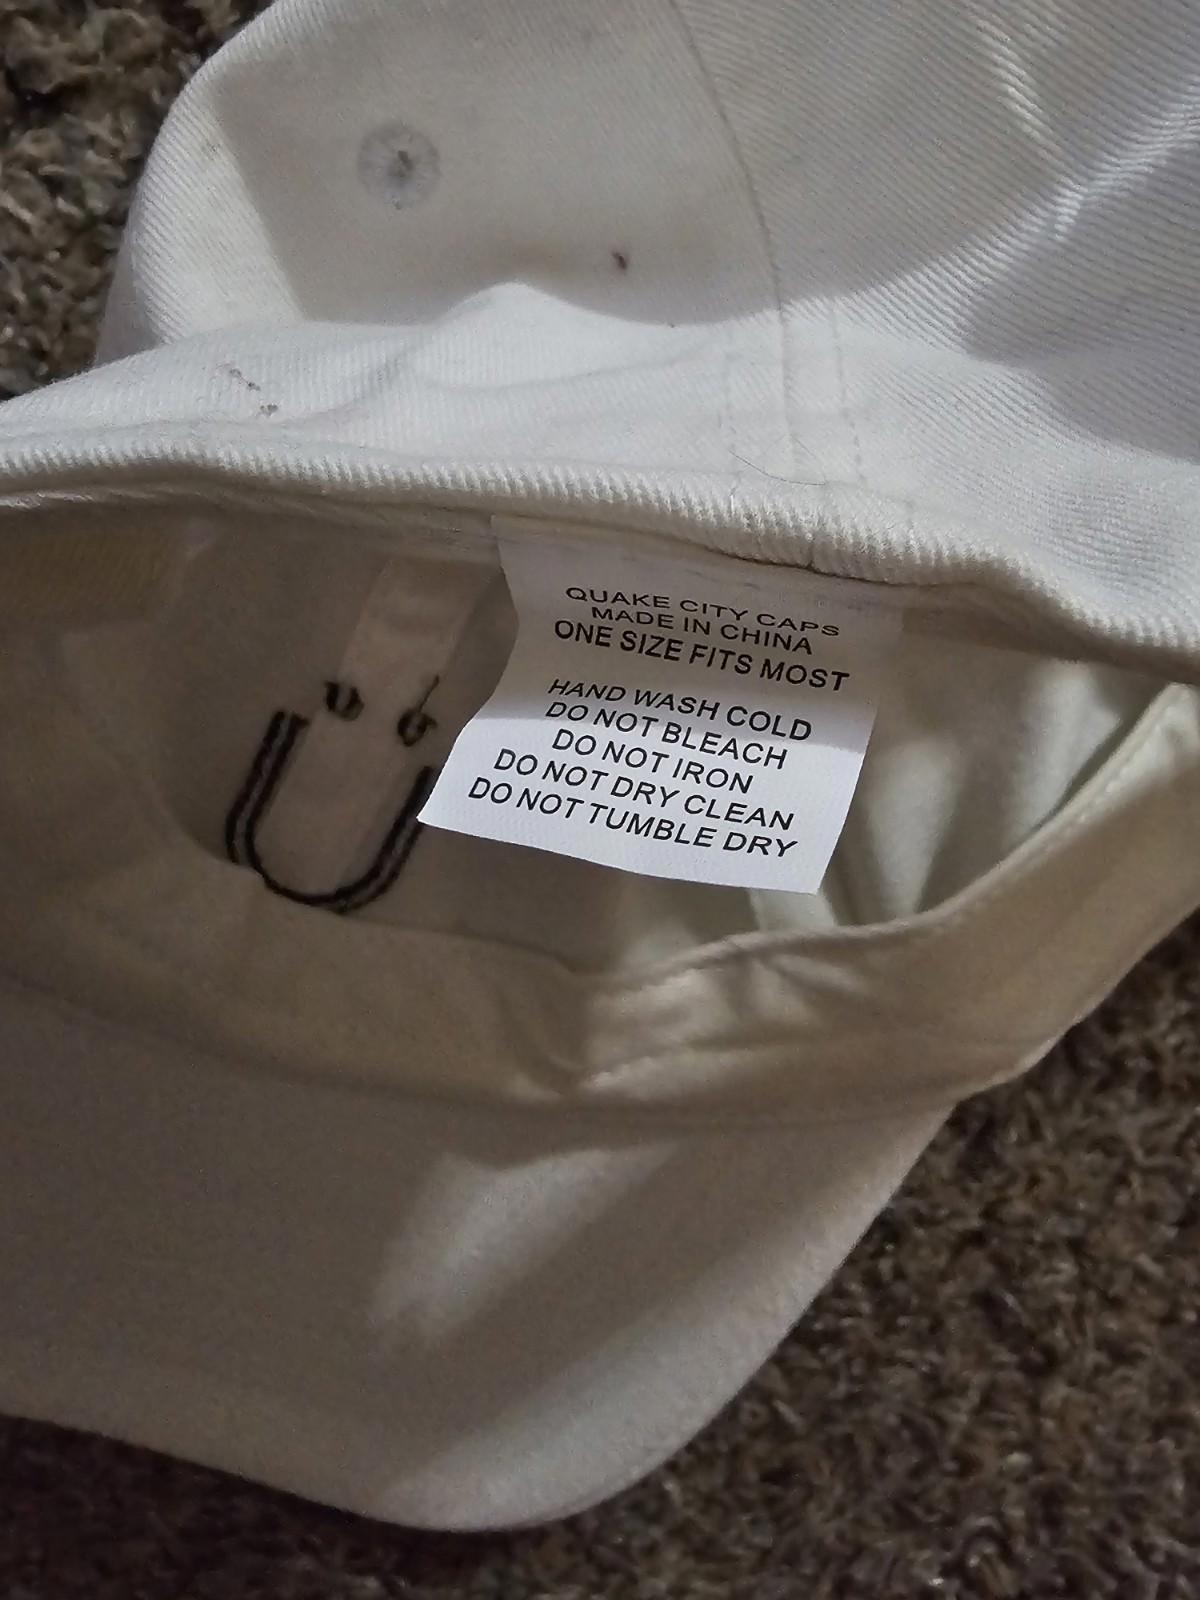 QUAKE CITY CAPS
MADE IN CHINA
ONE SIZE FITS MOST
HAND WASH COLD
DO NOT BLEACH
DO NOT IRON
DO NOT DRY CLEAN
DO NOT TUMBLE DRY